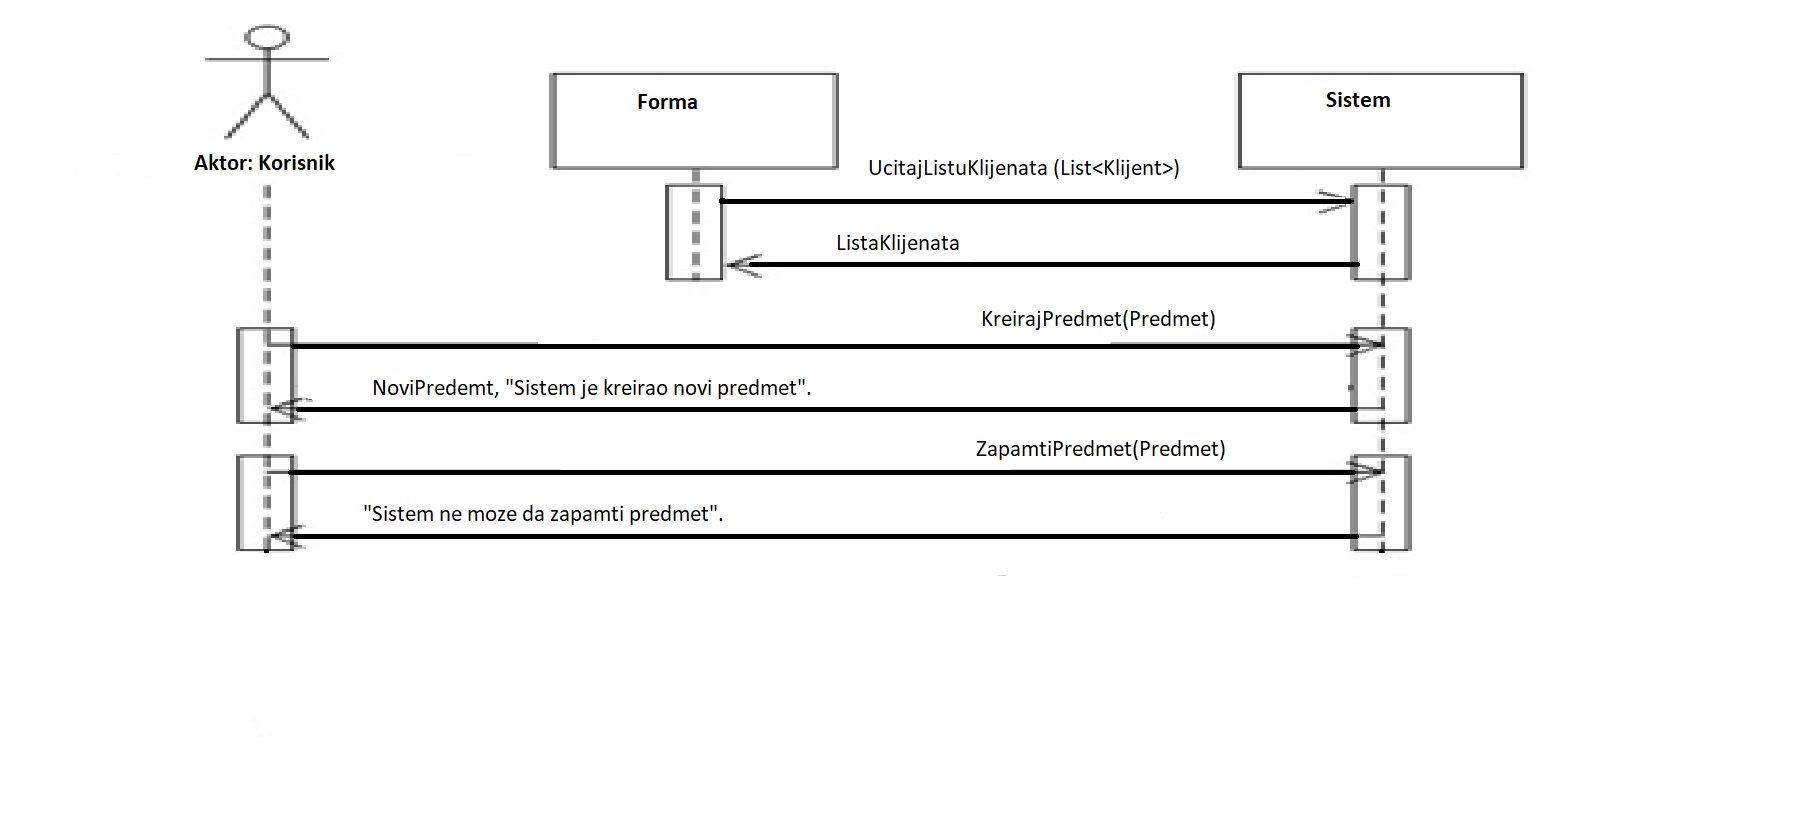 Forma
Sistem
Aktor: Korisnik
UcitajListuKlijenata (List<Klijent>)
ListaKlijenata
KreirajPredmet(Predmet)
NoviPredemt, "Sistem je kreirao novi predmet".
ZapamtiPredmet(Predmet)
"Sistem ne moze da zapamti predmet".